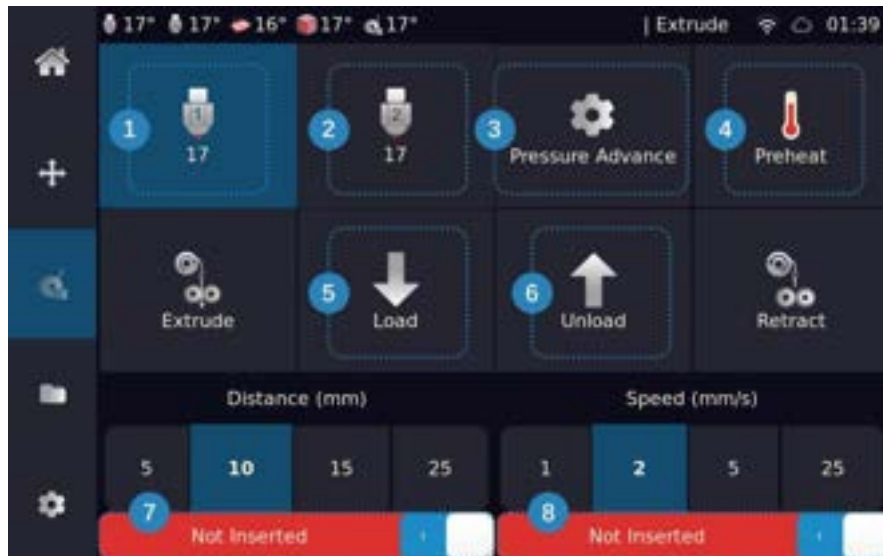 17° 17° 16° 17° 17° | Extrude 01:39
1 1 2 2 3 4
17 17 Pressure Advance Preheat
5 6
Extrude Load Unload Retract
Distance (mm) Speed (mm/s)
5 10 15 25 1 2 5 25
7 8
Not Inserted Not Inserted